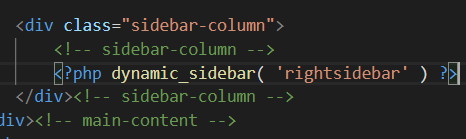 <div class="sidebar-column">
<!-- sidebar-column -->
<?php dynamic_sidebar( 'rightsidebar' ) ?>
</div><!-- sidebar-column -->
div><!-- main-content -->